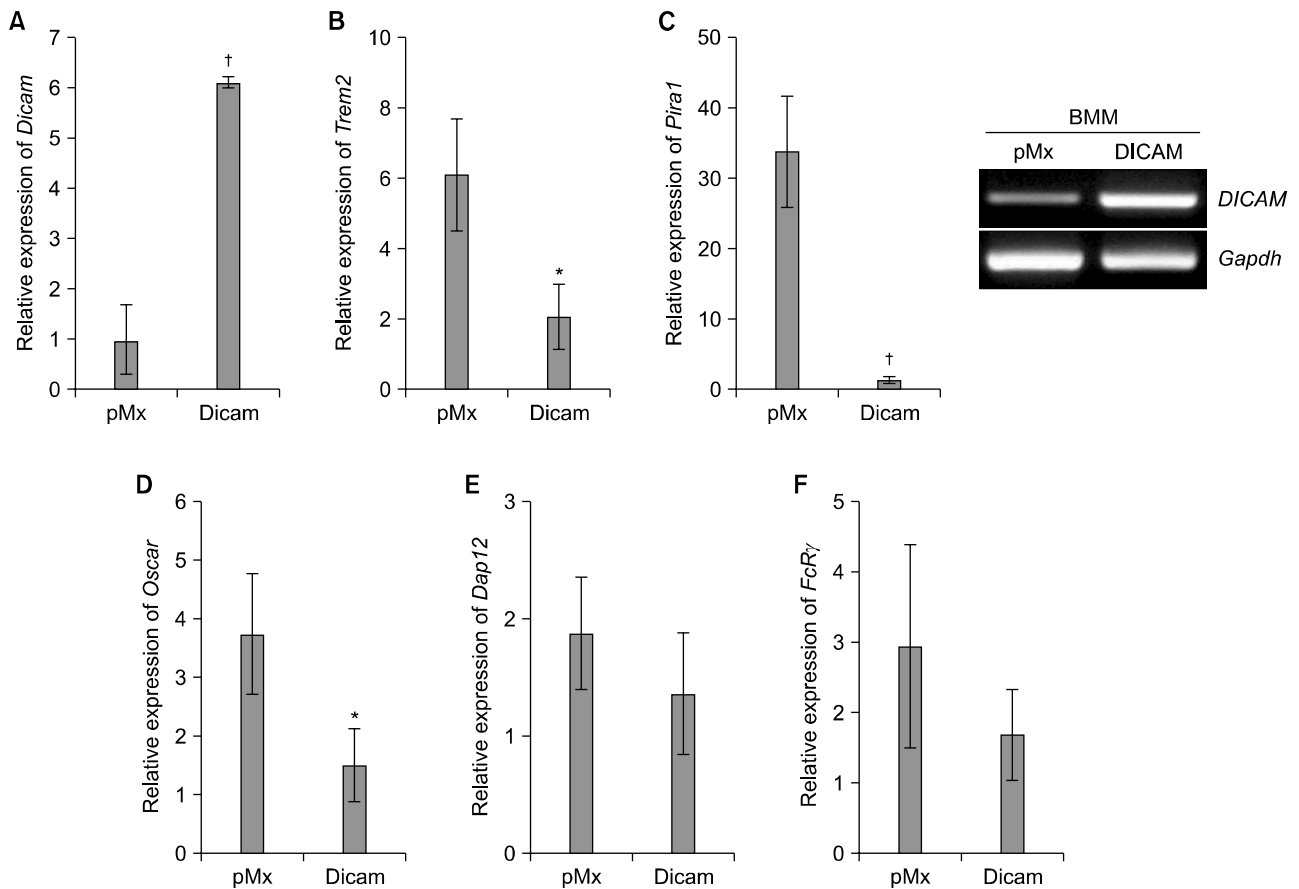 A
Relative expression of Dicam
7
6
5
4
3
2
1
0
†
pMx Dicam
B
Relative expression of Trem2
10
8
6
4
2
0
*
pMx Dicam
C
Relative expression of Pira1
50
40
30
20
10
0
†
pMx Dicam
BMM
pMx DICAM
DICAM
Gapdh
D
Relative expression of Oscar
6
5
4
3
2
1
0
*
pMx Dicam
E
Relative expression of Dap12
3
2
1
0
pMx Dicam
F
Relative expression of FcRγ
5
4
3
2
1
0
pMx Dicam